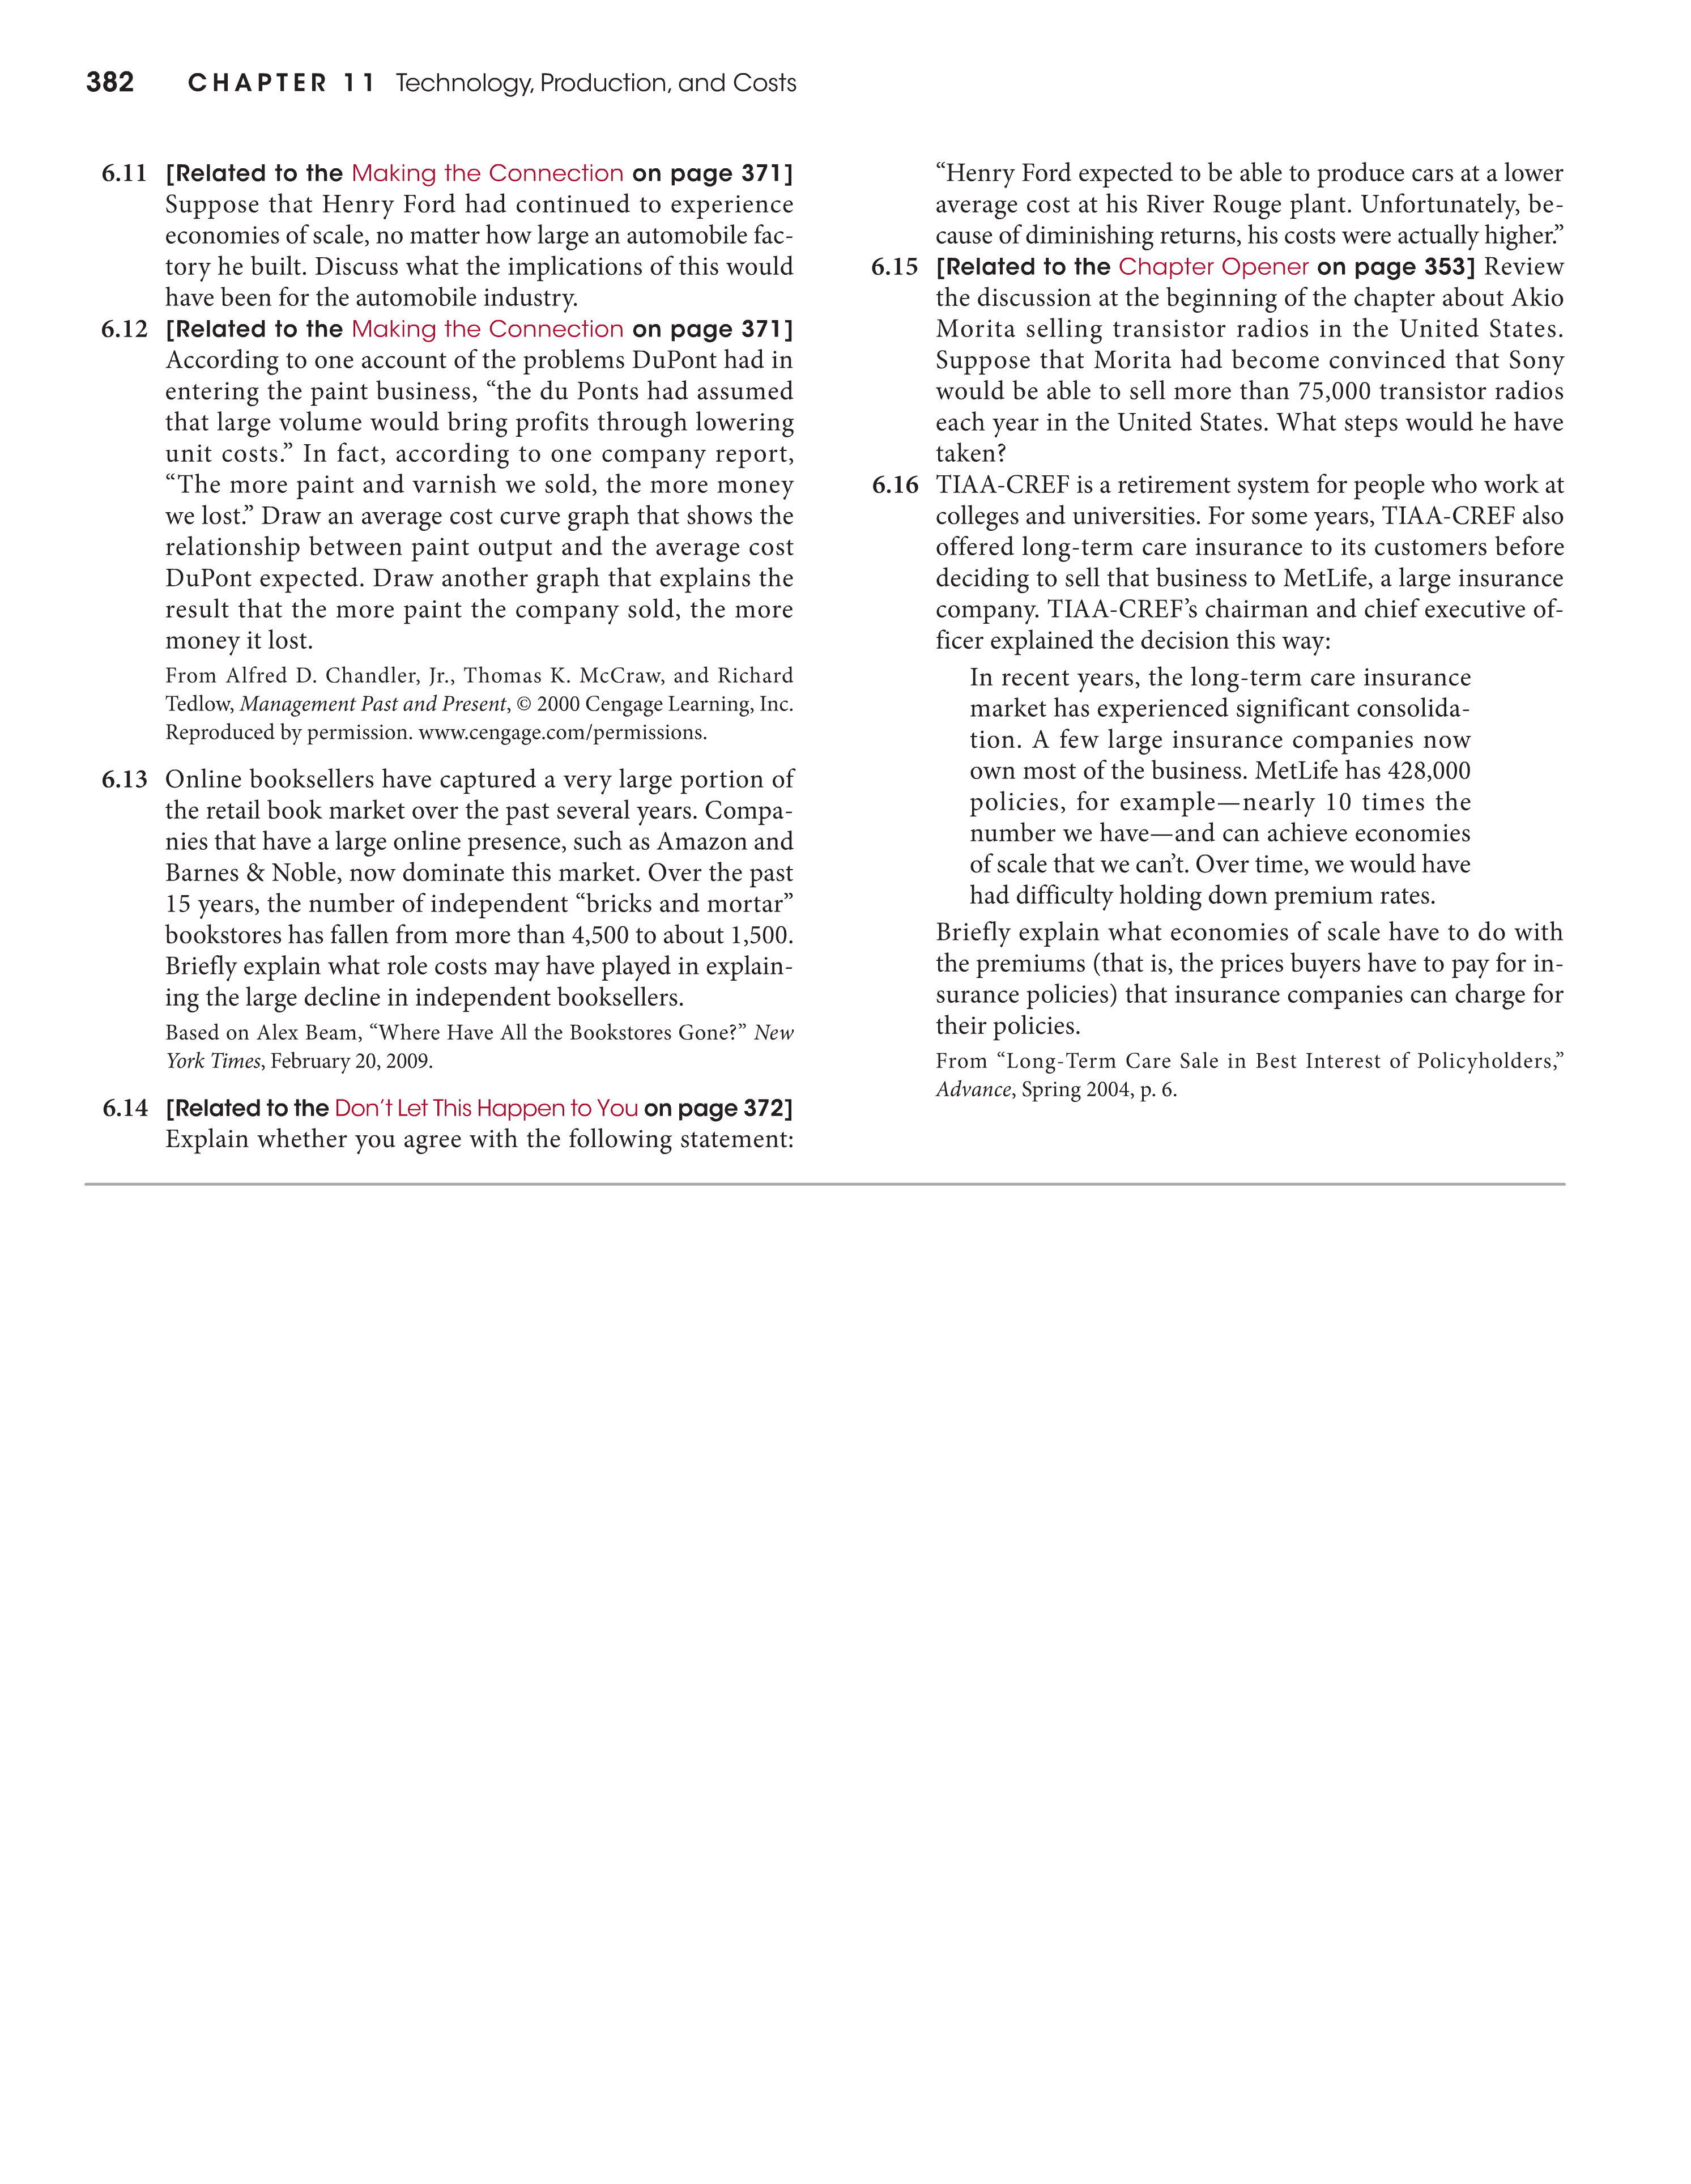 382 CHAPTER 11 Technology, Production, and Costs
6.11 [Related to the Making the Connection on page 371]
Suppose that Henry Ford had continued to experience
economies of scale, no matter how large an automobile fac-
tory he built. Discuss what the implications of this would
have been for the automobile industry.
6.12 [Related to the Making the Connection on page 371]
According to one account of the problems DuPont had in
entering the paint business, “the du Ponts had assumed
that large volume would bring profits through lowering
unit costs.” In fact, according to one company report,
“The more paint and varnish we sold, the more money
we lost.” Draw an average cost curve graph that shows the
relationship between paint output and the average cost
DuPont expected. Draw another graph that explains the
result that the more paint the company sold, the more
money it lost.
From Alfred D. Chandler, Jr., Thomas K. McCraw, and Richard
Tedlow, Management Past and Present, © 2000 Cengage Learning, Inc.
Reproduced by permission. www.cengage.com/permissions.
6.13 Online booksellers have captured a very large portion of
the retail book market over the past several years. Compa-
nies that have a large online presence, such as Amazon and
Barnes & Noble, now dominate this market. Over the past
15 years, the number of independent “bricks and mortar”
bookstores has fallen from more than 4,500 to about 1,500.
Briefly explain what role costs may have played in explain-
ing the large decline in independent booksellers.
Based on Alex Beam, “Where Have All the Bookstores Gone?” New
York Times, February 20, 2009.
6.14 [Related to the Don’t Let This Happen to You on page 372]
Explain whether you agree with the following statement:
“Henry Ford expected to be able to produce cars at a lower
average cost at his River Rouge plant. Unfortunately, be-
cause of diminishing returns, his costs were actually higher.”
6.15 [Related to the Chapter Opener on page 353] Review
the discussion at the beginning of the chapter about Akio
Morita selling transistor radios in the United States.
Suppose that Morita had become convinced that Sony
would be able to sell more than 75,000 transistor radios
each year in the United States. What steps would he have
taken?
6.16 TIAA-CREF is a retirement system for people who work at
colleges and universities. For some years, TIAA-CREF also
offered long-term care insurance to its customers before
deciding to sell that business to MetLife, a large insurance
company. TIAA-CREF’s chairman and chief executive of-
ficer explained the decision this way:
In recent years, the long-term care insurance
market has experienced significant consolida-
tion. A few large insurance companies now
own most of the business. MetLife has 428,000
policies, for example—nearly 10 times the
number we have—and can achieve economies
of scale that we can’t. Over time, we would have
had difficulty holding down premium rates.
Briefly explain what economies of scale have to do with
the premiums (that is, the prices buyers have to pay for in-
surance policies) that insurance companies can charge for
their policies.
From “Long-Term Care Sale in Best Interest of Policyholders,”
Advance, Spring 2004, p. 6.